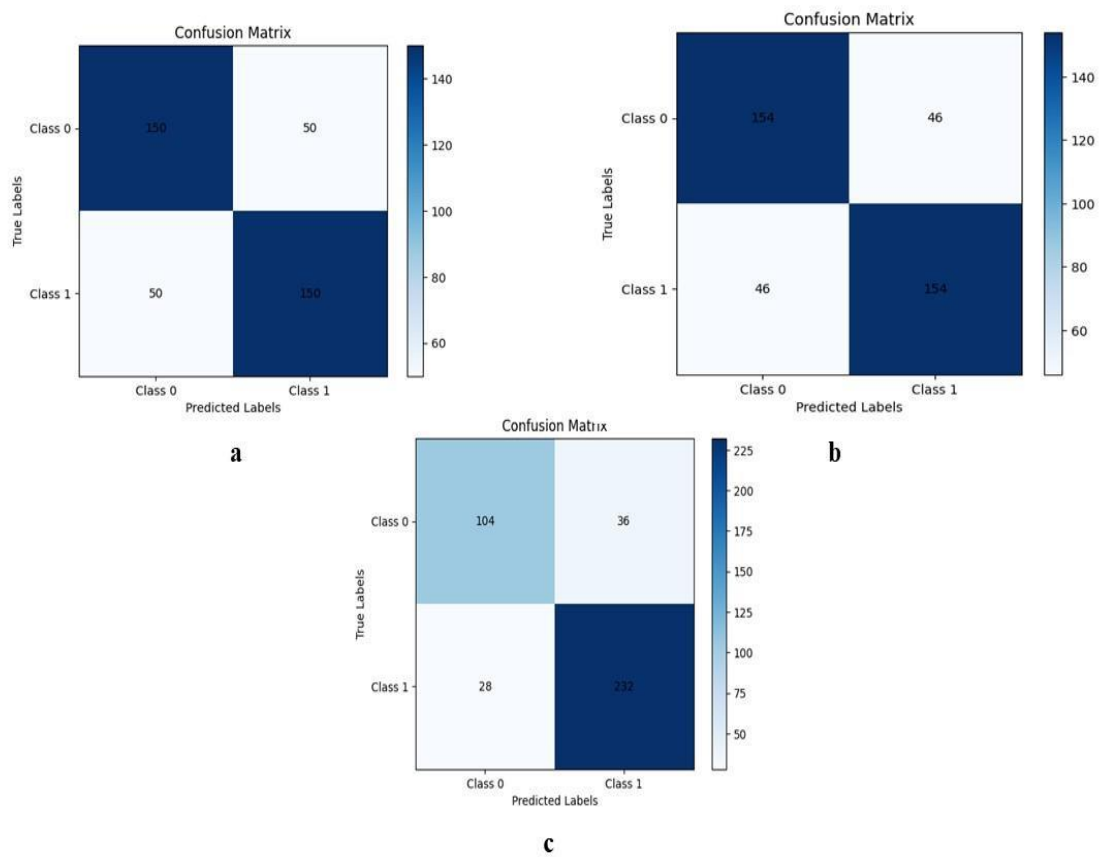 Confusion Matrix
140
120
100
80
60
Class 0
150
50
Class 1
50
150
Class 0
Class 1
True Labels
Predicted Labels
a
Confusion Matrix
140
120
100
80
60
Class 0
154
46
Class 1
46
154
Class 0
Class 1
True Labels
Predicted Labels
b
Confusion Matrix
225
200
175
150
125
100
75
50
Class 0
104
36
Class 1
28
232
Class 0
Class 1
True Labels
Predicted Labels
c